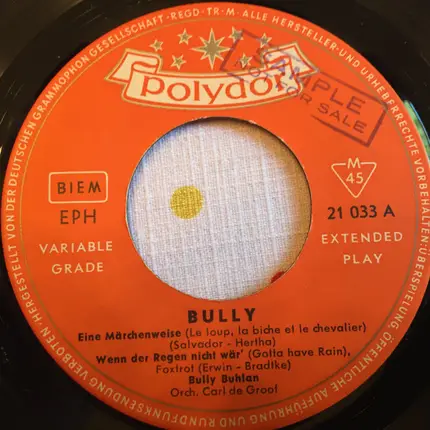 HERGESTELLT VON DER DEUTSCHEN GRAMMOPHON GESELLSCHAFT · REGD·TR·M·ALLE HERSTELLER-UND URHEBERRECHTE VORBEHALTEN·ÜBERSPIELUNG, ÖFFENTLICHE AUFFÜHRUNG UND RUNDFUNKSENDUNG VERBOTEN·
polydor
SAMPLE
NOT FOR SALE
BIEM
EPH
VARIABLE
GRADE
M
45
21 033 A
EXTENDED
PLAY
BULLY
Eine Märchenweise (Le loup, la biche et le chevalier)
(Salvador - Hertha)
Wenn der Regen nicht wär' (Gotta have Rain),
Foxtrot (Erwin - Bradtke)
Bully Buhlan
Orch. Carl de Groof